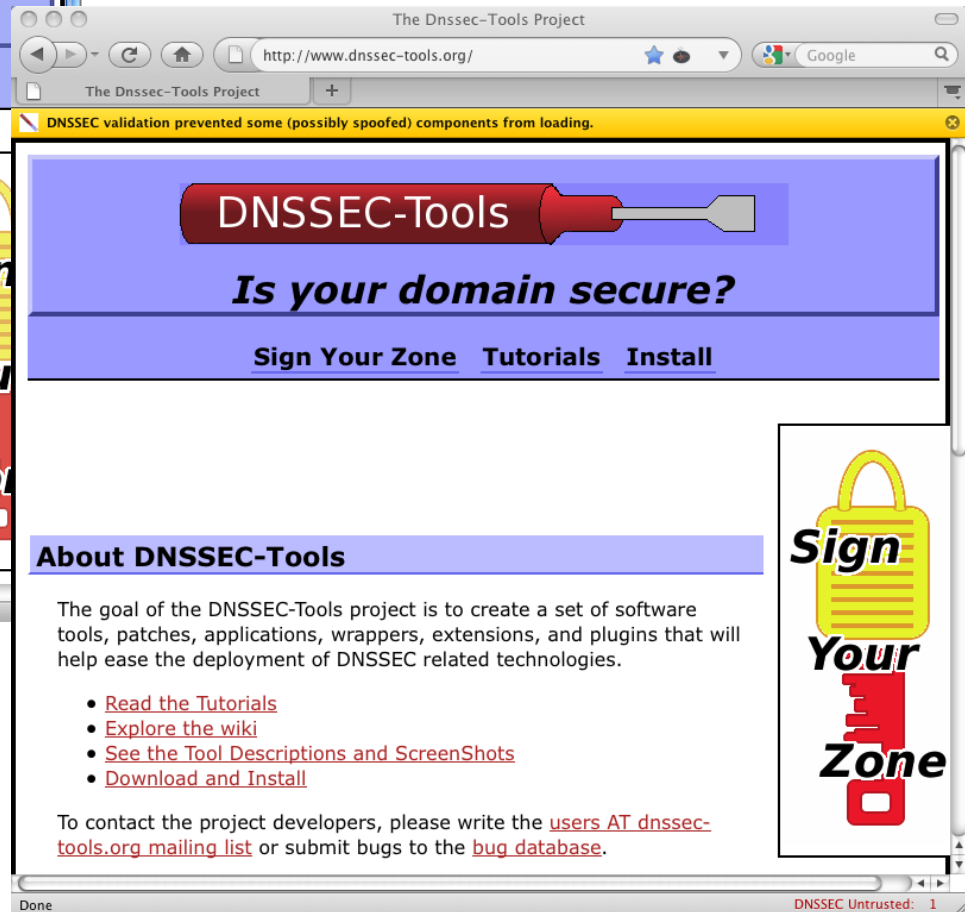 The Dnssec-Tools Project
http://www.dnssec-tools.org/
Google
The Dnssec-Tools Project
+
DNSSEC validation prevented some (possibly spoofed) components from loading.
DNSSEC-Tools
Is your domain secure?
Sign Your Zone Tutorials Install
Sign
Your
Zone
About DNSSEC-Tools
The goal of the DNSSEC-Tools project is to create a set of software
tools, patches, applications, wrappers, extensions, and plugins that will
help ease the deployment of DNSSEC related technologies.
• Read the Tutorials
• Explore the wiki
• See the Tool Descriptions and ScreenShots
• Download and Install
To contact the project developers, please write the users AT dnssec-
tools.org mailing list or submit bugs to the bug database.
Done
DNSSEC Untrusted: 1